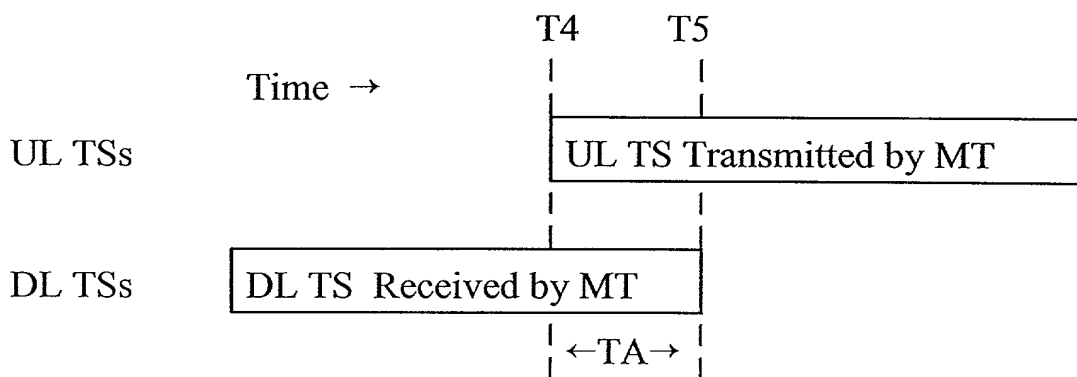 T4 T5
Time →
UL TSs UL TS Transmitted by MT
DL TSs DL TS Received by MT
←TA→